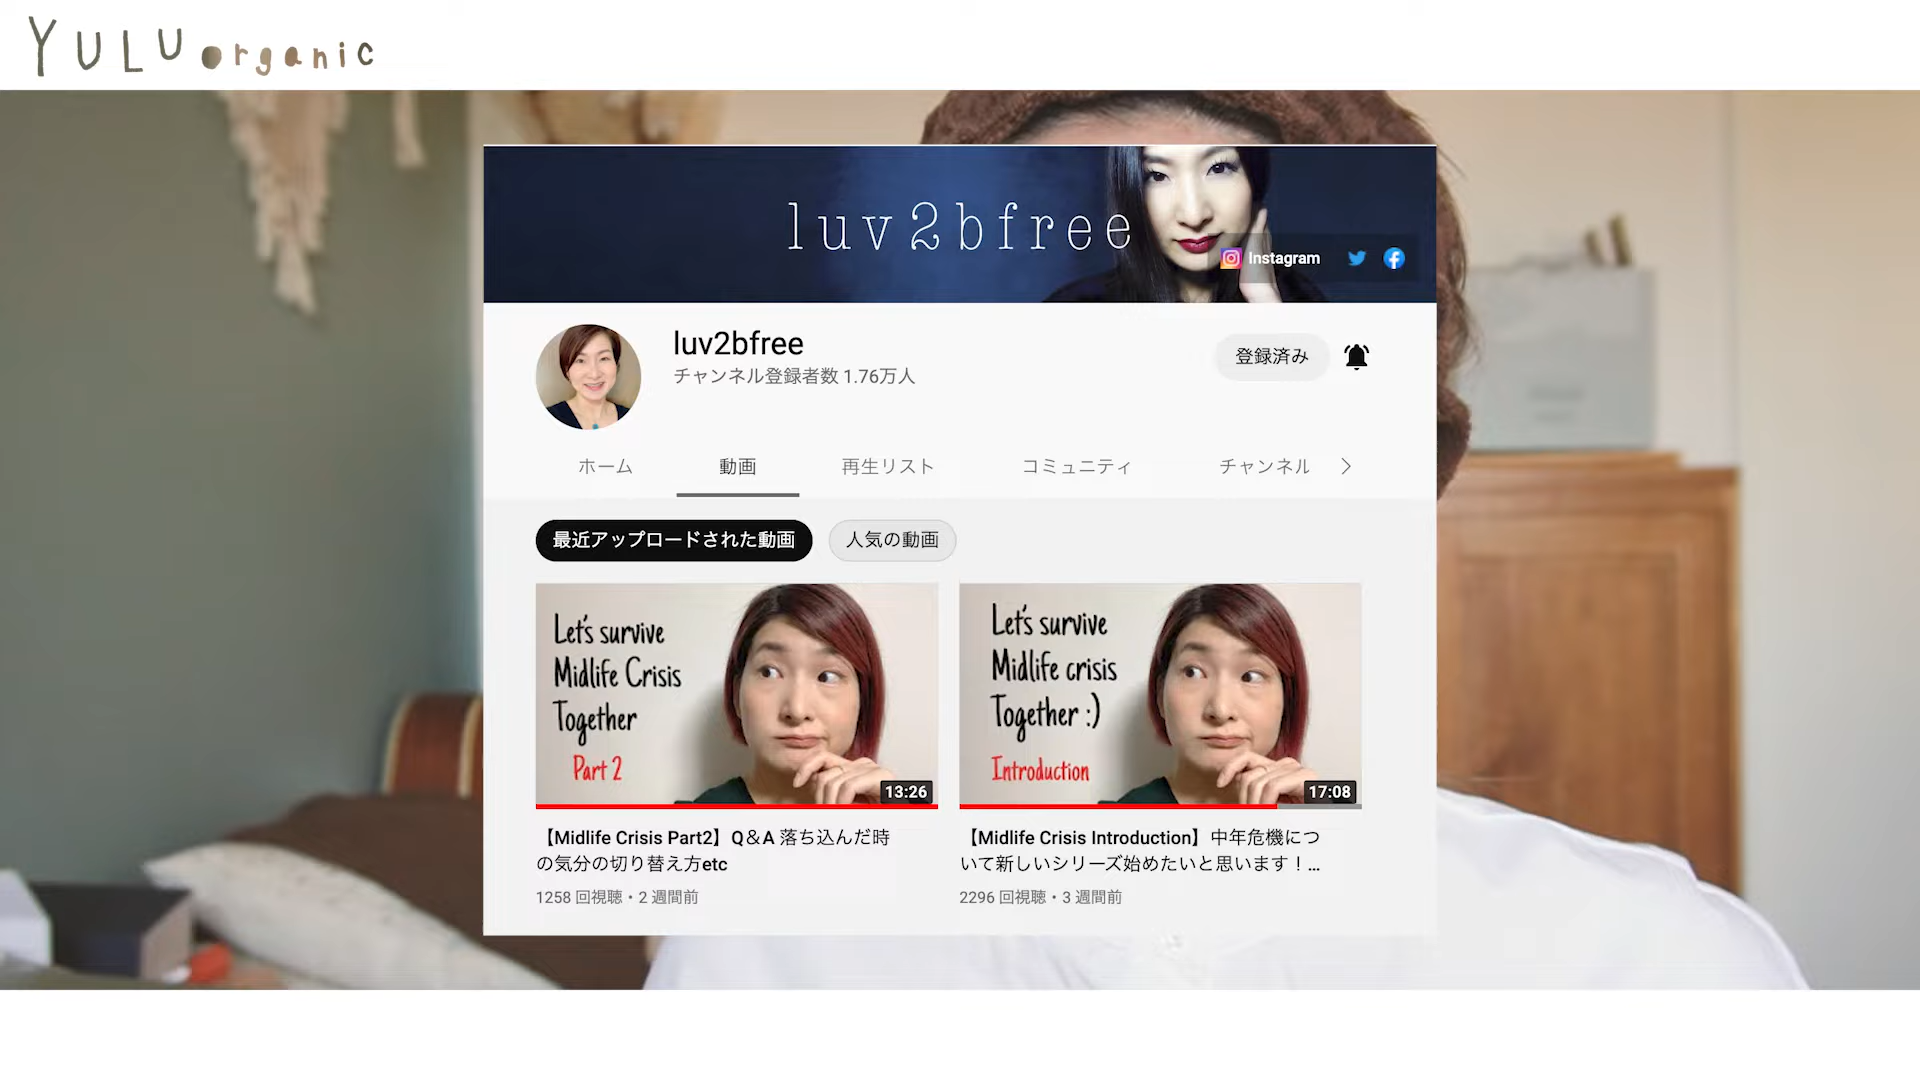 YULU organic
luv2bfree
Instagram
luv2bfree
チャンネル登録者数 1.76万人
登録済み
ホーム
動画
再生リスト
コミュニティ
チャンネル
最近アップロードされた動画
人気の動画
Let's survive
Midlife Crisis
Together
Part 2
13:26
Let's survive
Midlife crisis
Together :)
Introduction
17:08
【Midlife Crisis Part2】Q&A 落ち込んだ時
の気分の切り替え方etc
1258 回視聴・2 週間前
【Midlife Crisis Introduction】中年危機につ
いて新しいシリーズ始めたいと思います！...
2296 回視聴・3 週間前